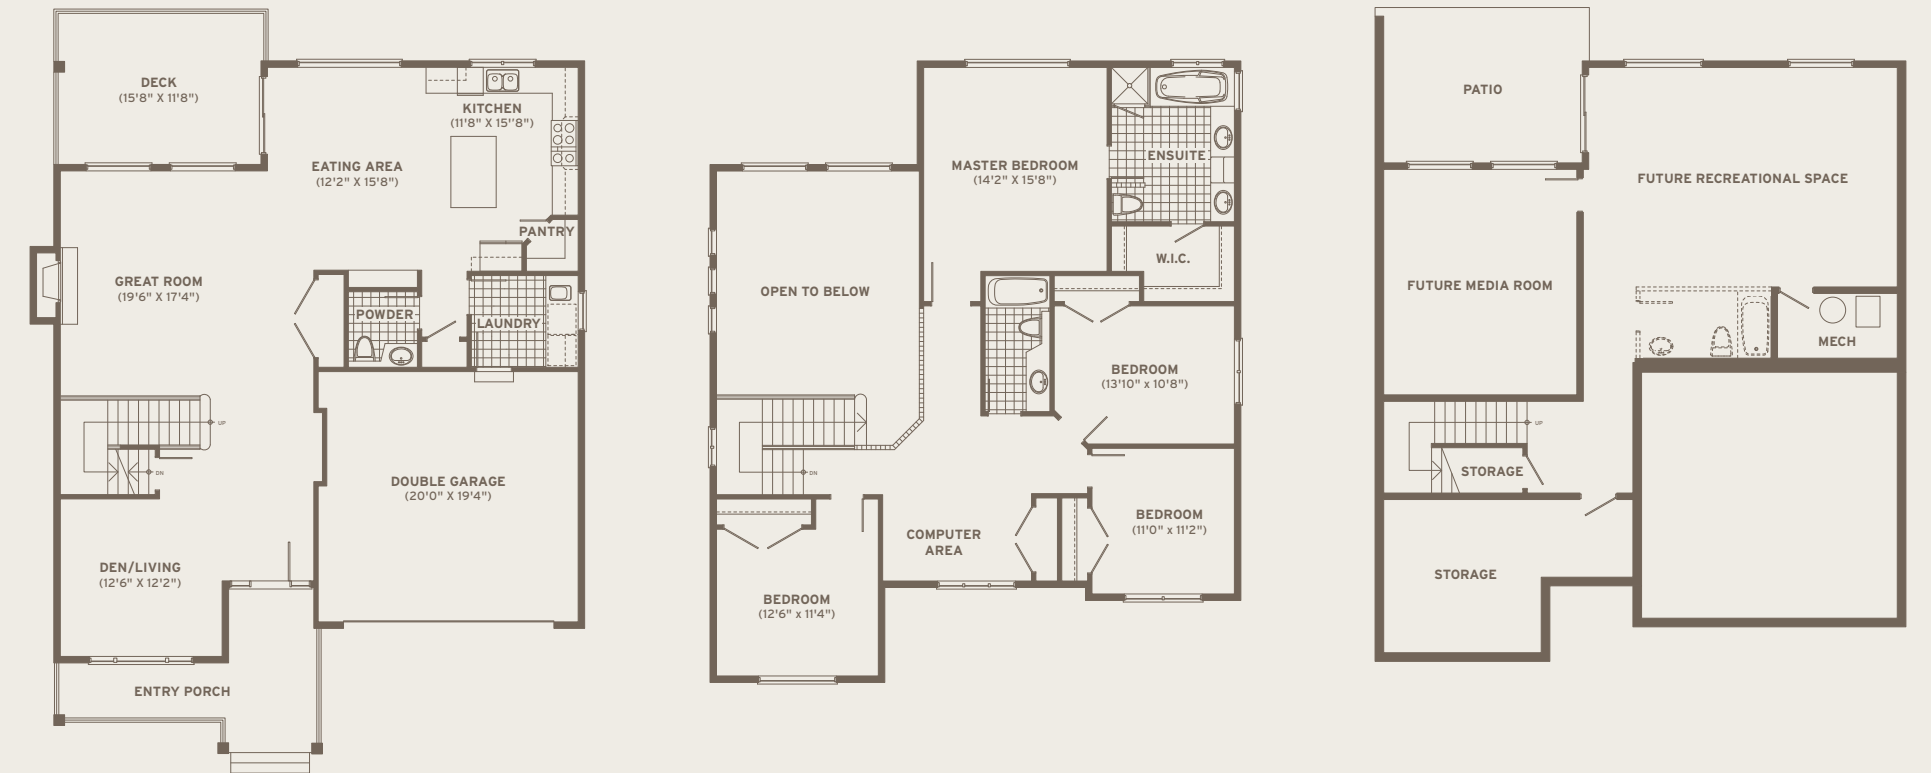 DECK
(15'8" X 11'8")
KITCHEN
(11'8" X 15'8")
EATING AREA
(12'2" X 15'8")
PANTRY
GREAT ROOM
(19'6" X 17'4")
POWDER
LAUNDRY
UP
DN
DOUBLE GARAGE
(20'0" X 19'4")
DEN/LIVING
(12'6" X 12'2")
ENTRY PORCH
MASTER BEDROOM
(14'2" X 15'8")
ENSUITE
W.I.C.
OPEN TO BELOW
BEDROOM
(13'10" x 10'8")
DN
BEDROOM
(11'0" x 11'2")
COMPUTER
AREA
BEDROOM
(12'6" x 11'4")
PATIO
FUTURE RECREATIONAL SPACE
FUTURE MEDIA ROOM
MECH
UP
STORAGE
STORAGE